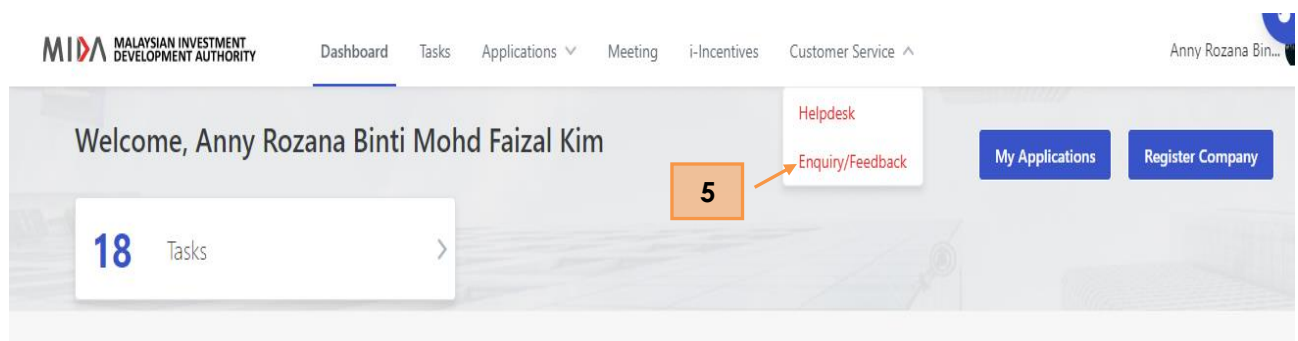 MIDA MALAYSIAN INVESTMENT
DEVELOPMENT AUTHORITY
Dashboard Tasks Applications Meeting i-Incentives Customer Service Anny Rozana Bin...
Helpdesk
Welcome, Anny Rozana Binti Mohd Faizal Kim
Enquiry/Feedback
My Applications Register Company
5
18 Tasks